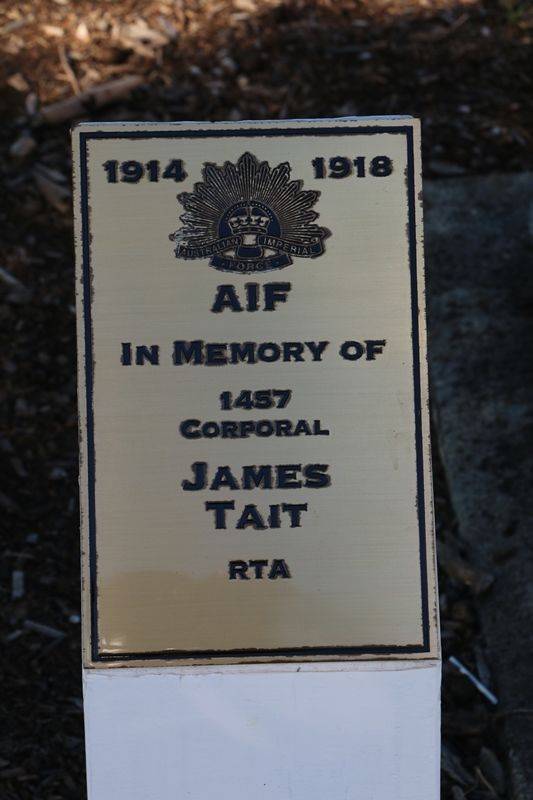 1914 1918
AUSTRALIAN IMPERIAL
FORCE
AIF
IN MEMORY OF
1457
CORPORAL
JAMES
TAIT
RTA